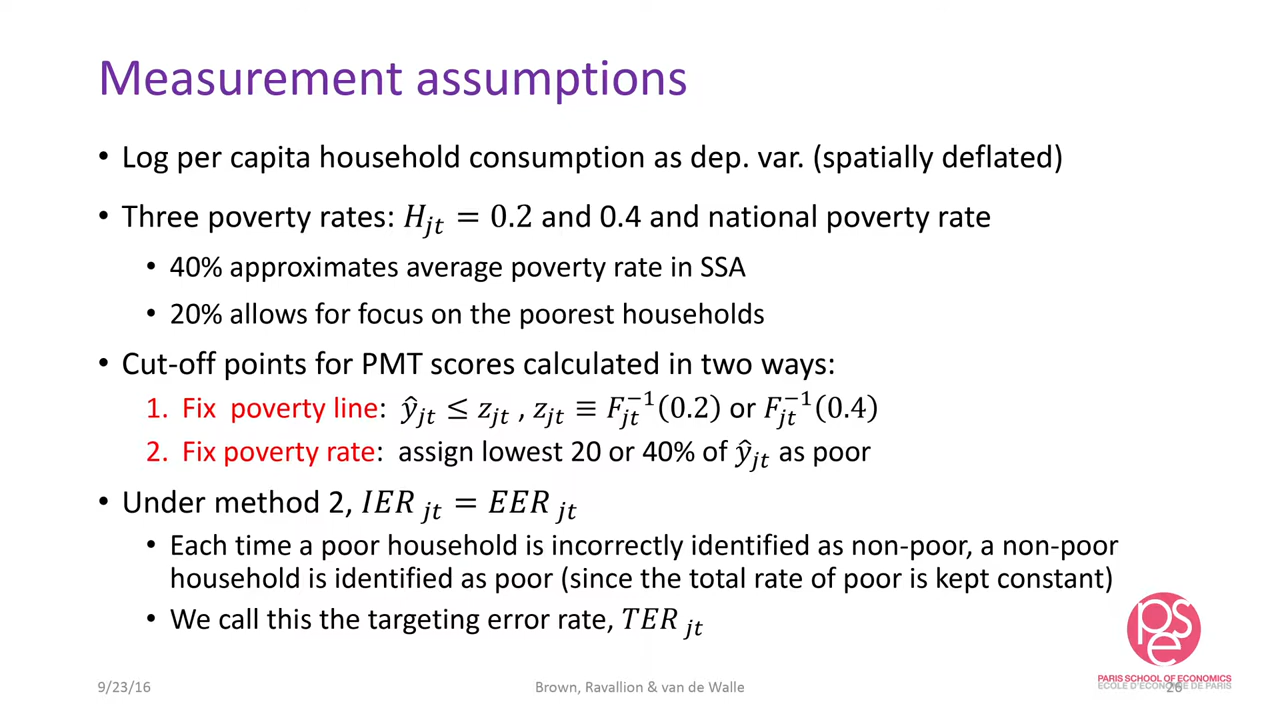 Measurement assumptions
• Log per capita household consumption as dep. var. (spatially deflated)
• Three poverty rates: H_jt = 0.2 and 0.4 and national poverty rate
• 40% approximates average poverty rate in SSA
• 20% allows for focus on the poorest households
• Cut-off points for PMT scores calculated in two ways:
1. Fix poverty line: ŷ_jt ≤ z_jt , z_jt ≡ F_jt^−1(0.2) or F_jt^−1(0.4)
2. Fix poverty rate: assign lowest 20 or 40% of ŷ_jt as poor
• Under method 2, IER_jt = EER_jt
• Each time a poor household is incorrectly identified as non-poor, a non-poor
household is identified as poor (since the total rate of poor is kept constant)
• We call this the targeting error rate, TER_jt
pse
PARIS SCHOOL OF ECONOMICS
ECOLE D'ECONOMIE DE PARIS
9/23/16
Brown, Ravallion & van de Walle
26